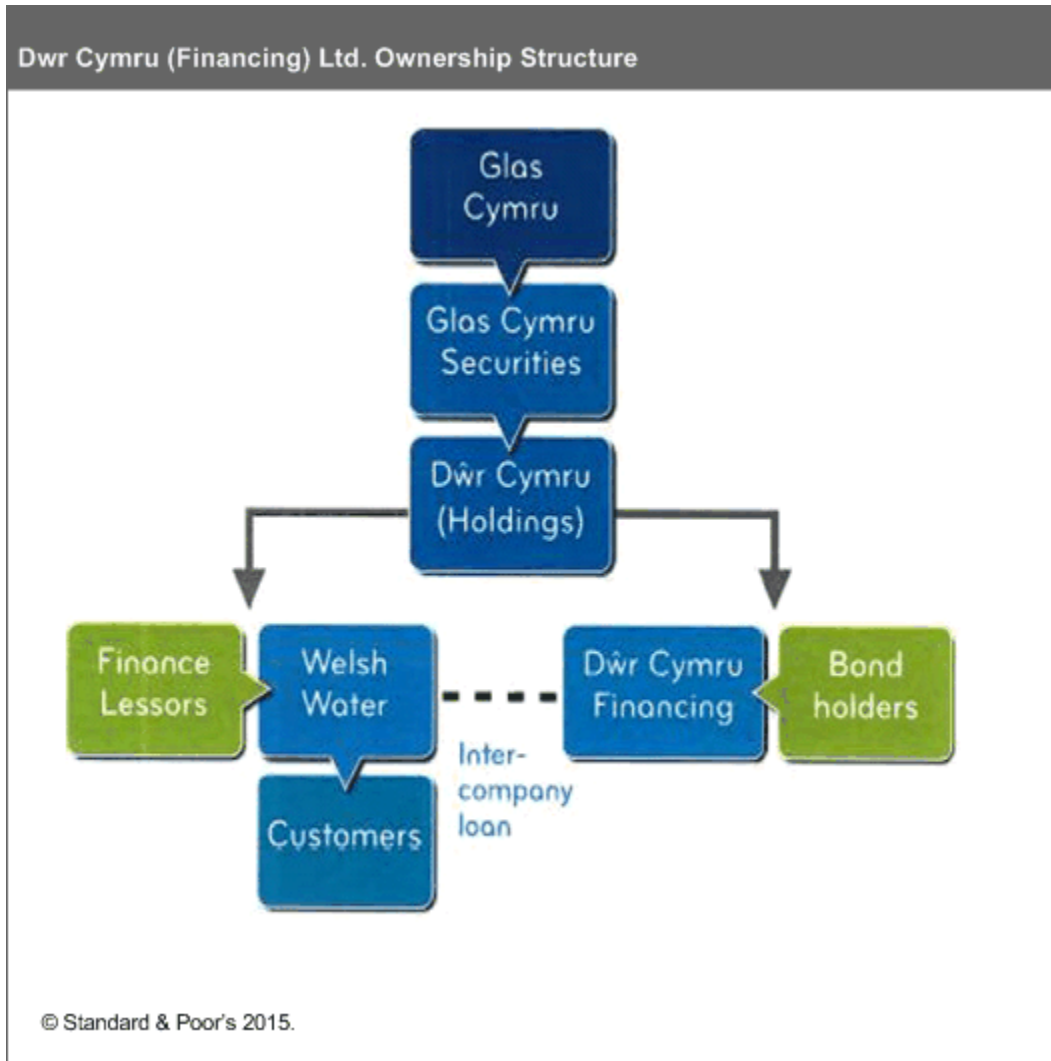 Dwr Cymru (Financing) Ltd. Ownership Structure
Glas
Cymru
Glas Cymru
Securities
Dŵr Cymru
(Holdings)
Finance
Lessors
Welsh
Water
Dŵr Cymru
Financing
Bond
holders
Inter-
company
loan
Customers
© Standard & Poor's 2015.